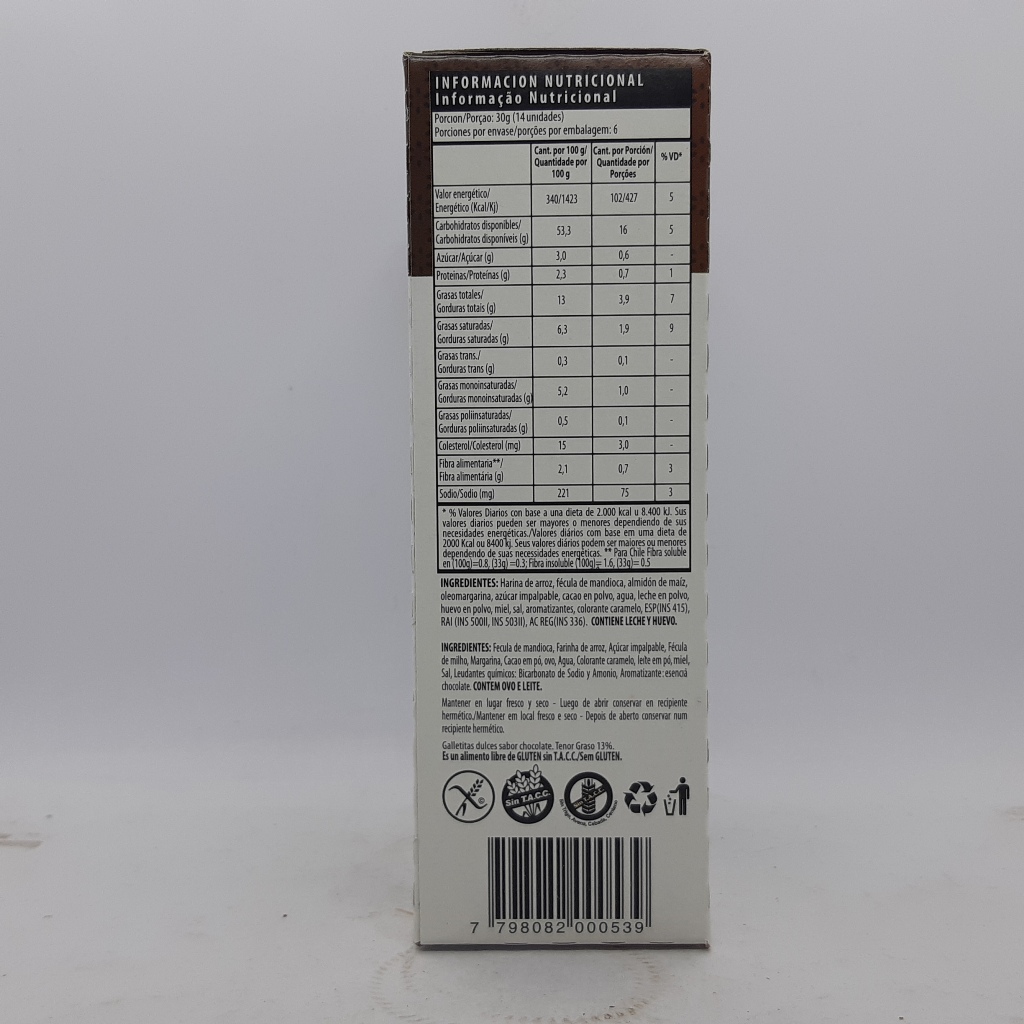 INFORMACION NUTRICIONAL
Informação Nutricional
Porcion/Porçao: 30g (14 unidades)
Porciones por envase/porções por embalagem: 6
Cant. por 100 g/ Quantidade por 100 g Cant. por Porción/ Quantidade por Porções % VD*
Valor energético/ Energético (Kcal/Kj) 340/1423 102/427 5
Carbohidratos disponibles/ Carbohidratos disponíveis (g) 53,3 16 5
Azúcar/Açúcar (g) 3,0 0,6 -
Proteinas/Proteínas (g) 2,3 0,7 1
Grasas totales/ Gorduras totais (g) 13 3,9 7
Grasas saturadas/ Gorduras saturadas (g) 6,3 1,9 9
Grasas trans./ Gorduras trans (g) 0,3 0,1 -
Grasas monoinsaturadas/ Gorduras monoinsaturadas (g) 5,2 1,0 -
Grasas poliinsaturadas/ Gorduras poliinsaturadas (g) 0,5 0,1 -
Colesterol/Colesterol (mg) 15 3,0 -
Fibra alimentaria**/ Fibra alimentária (g) 2,1 0,7 3
Sodio/Sodio (mg) 221 75 3
* % Valores Diarios con base a una dieta de 2.000 kcal u 8.400 kJ. Sus
valores diarios pueden ser mayores o menores dependiendo de sus
necesidades energéticas./Valores diários com base em uma dieta de
2000 Kcal ou 8400 kj. Seus valores diários podem ser maiores ou menores
dependendo de suas necessidades energéticas. ** Para Chile Fibra soluble
en (100g)=0.8, (33g) =0.3; Fibra insoluble (100g)= 1.6, (33g)= 0.5
INGREDIENTES: Harina de arroz, fécula de mandioca, almidón de maíz,
oleomargarina, azúcar impalpable, cacao en polvo, agua, leche en polvo,
huevo en polvo, miel, sal, aromatizantes, colorante caramelo, ESP(INS 415),
RAI (INS 500II, INS 503II), AC REG(INS 336). CONTIENE LECHE Y HUEVO.
INGREDIENTES: Fecula de mandioca, Farinha de arroz, Açúcar impalpable, Fécula
de milho, Margarina, Cacao em pó, ovo, Agua, Colorante caramelo, leite em pó, miel,
Sal, Leudantes químicos: Bicarbonato de Sodio y Amonio, Aromatizante: esencia
chocolate. CONTEM OVO E LEITE.
Mantener en lugar fresco y seco - Luego de abrir conservar en recipiente
hermético./Mantener em local fresco e seco - Depois de aberto conservar num
recipiente hermético.
Galletitas dulces sabor chocolate. Tenor Graso 13%.
Es un alimento libre de GLUTEN sin T.A.C.C./Sem GLUTEN.
Sin T.A.C.C.
SIN T.A.C.C.
Sin Trigo, Avena, Cebada, Centeno
7 798082 000539